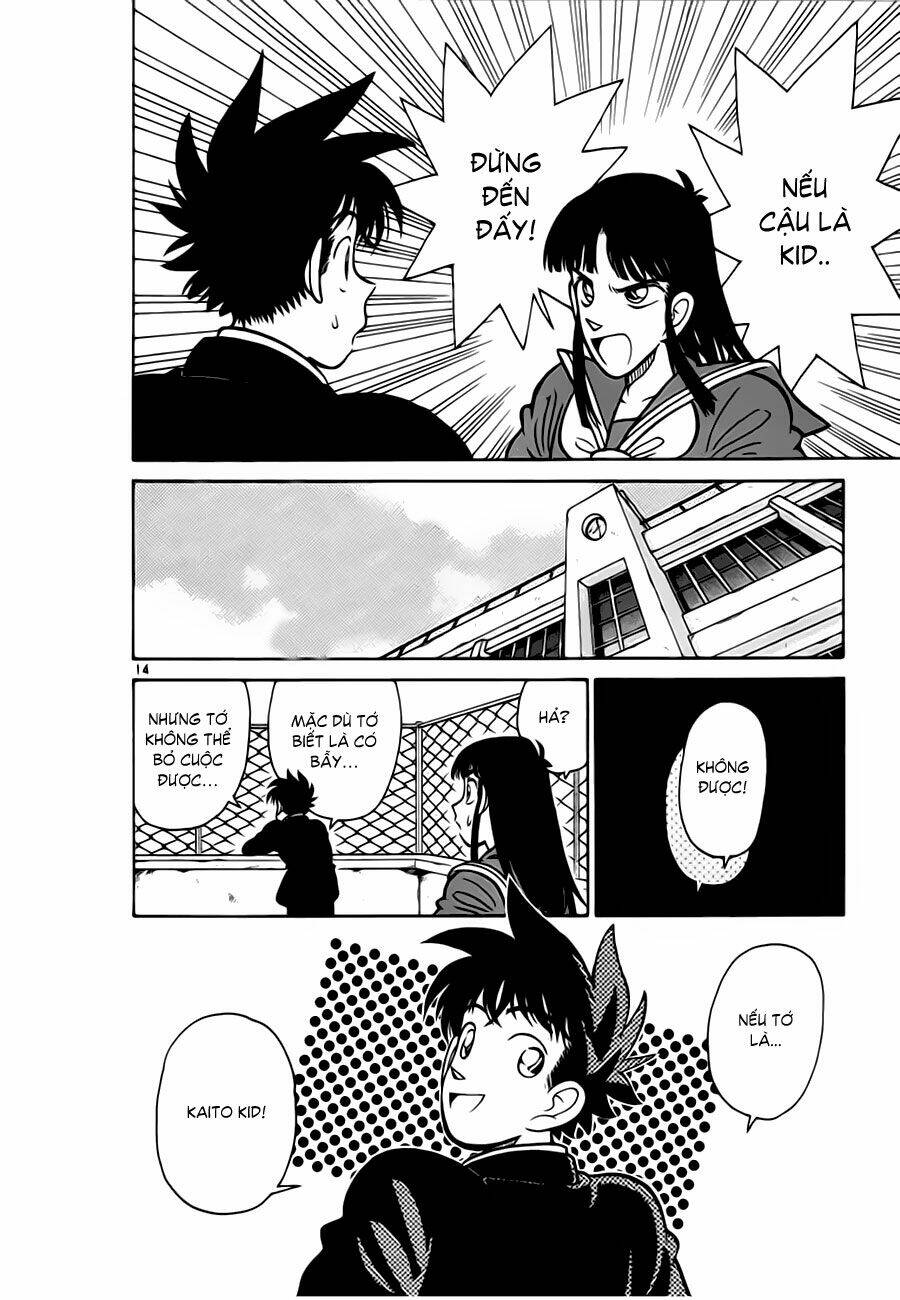 NẾU
CẬU LÀ
KID..
ĐỪNG
ĐẾN
ĐẤY!
14
KHÔNG
ĐƯỢC!
HẢ?
MẶC DÙ TỚ
BIẾT LÀ CÓ
BẪY...
NHƯNG TỚ
KHÔNG THỂ
BỎ CUỘC
ĐƯỢC...
NẾU TỚ
LÀ...
KAITO KID!